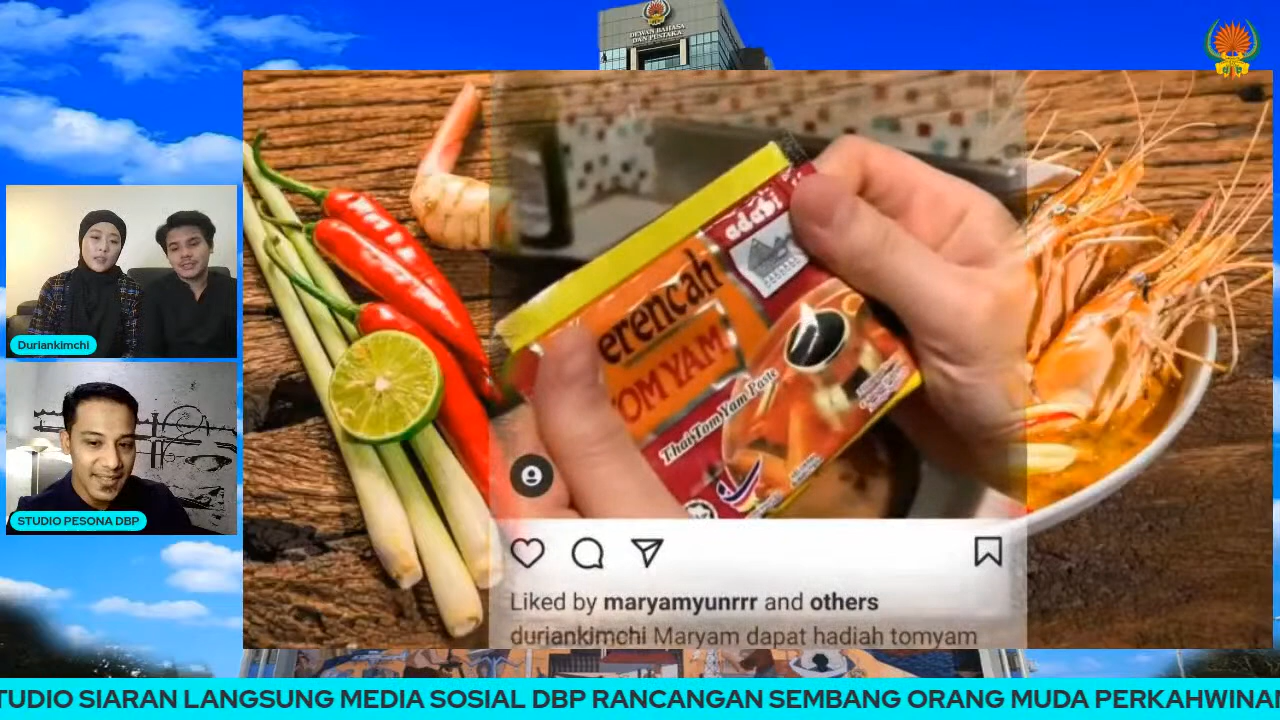 DEWAN BAHASA
DAN PUSTAKA
adabi
erencah
TOM YAM
Thai Tom Yam Paste
Duriankimchi
STUDIO PESONA DBP
Liked by maryamyunrrr and others
duriankimchi Maryam dapat hadiah tomyam
TUDIO SIARAN LANGSUNG MEDIA SOSIAL DBP RANCANGAN SEMBANG ORANG MUDA PERKAHWINA